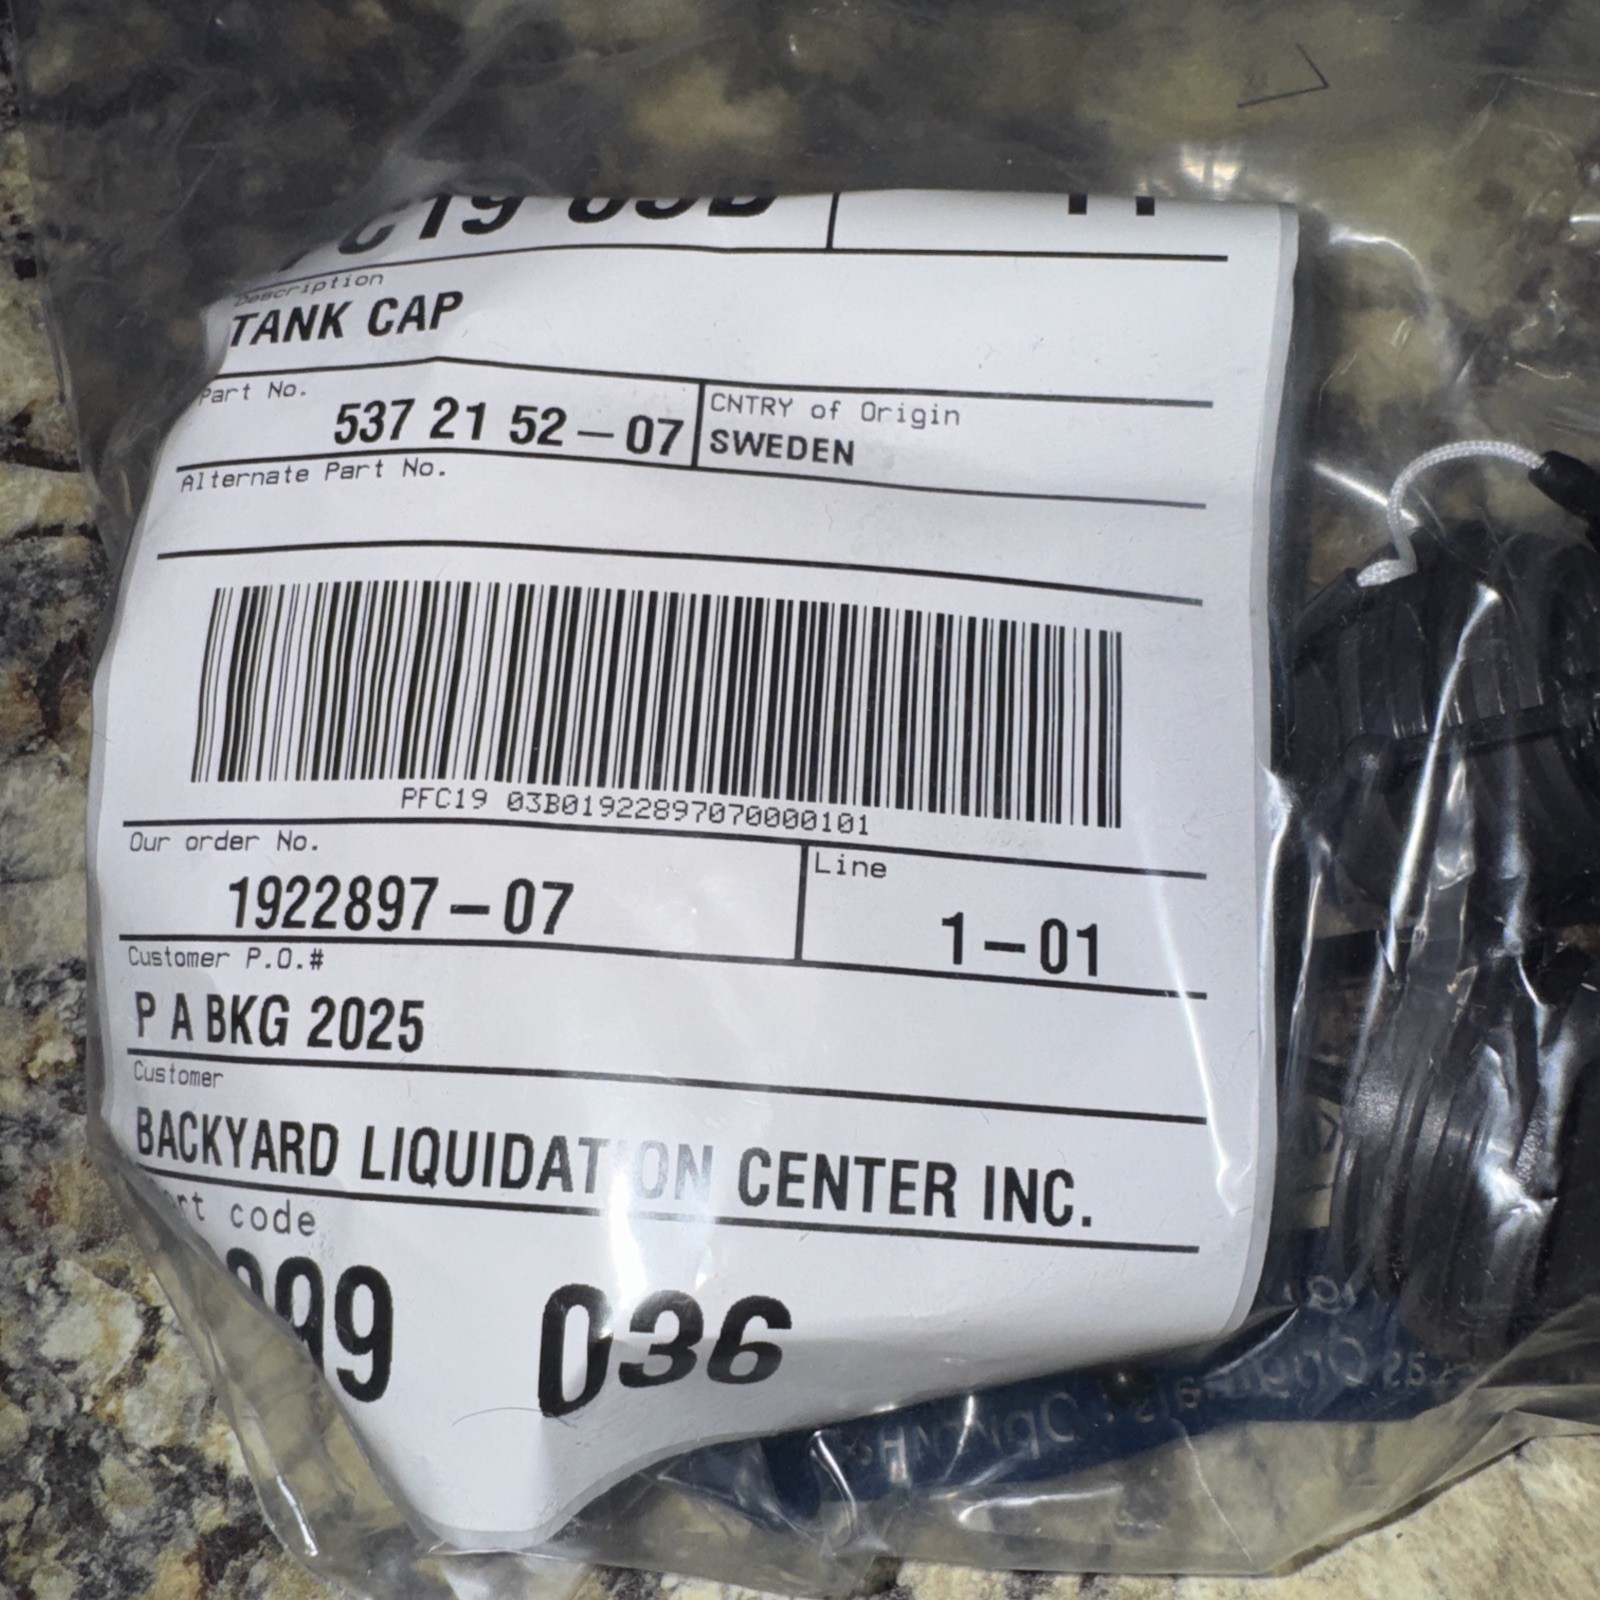 Description
TANK CAP
Part No.
537 21 52-07
CNTRY of Origin
SWEDEN
Alternate Part No.
PFC19 03B01922897070000101
Our order No.
1922897-07
Line
1-01
Customer P.O.#
P A BKG 2025
Customer
BACKYARD LIQUIDATION CENTER INC.
code
036